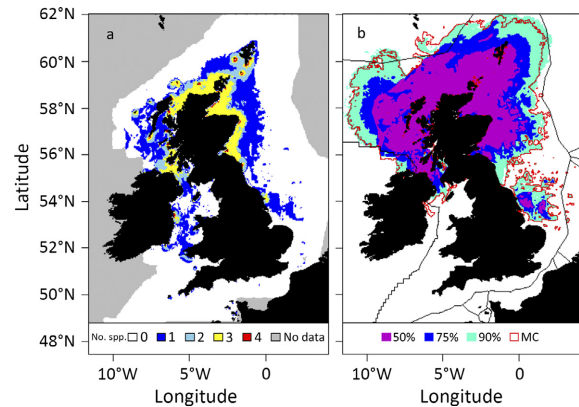 a
b
62°N
60°N
58°N
56°N
54°N
52°N
50°N
48°N
Latitude
No. spp. 0 1 2 3 4 No data
50% 75% 90% MC
10°W 5°W 0
10°W 5°W 0
Longitude
Longitude